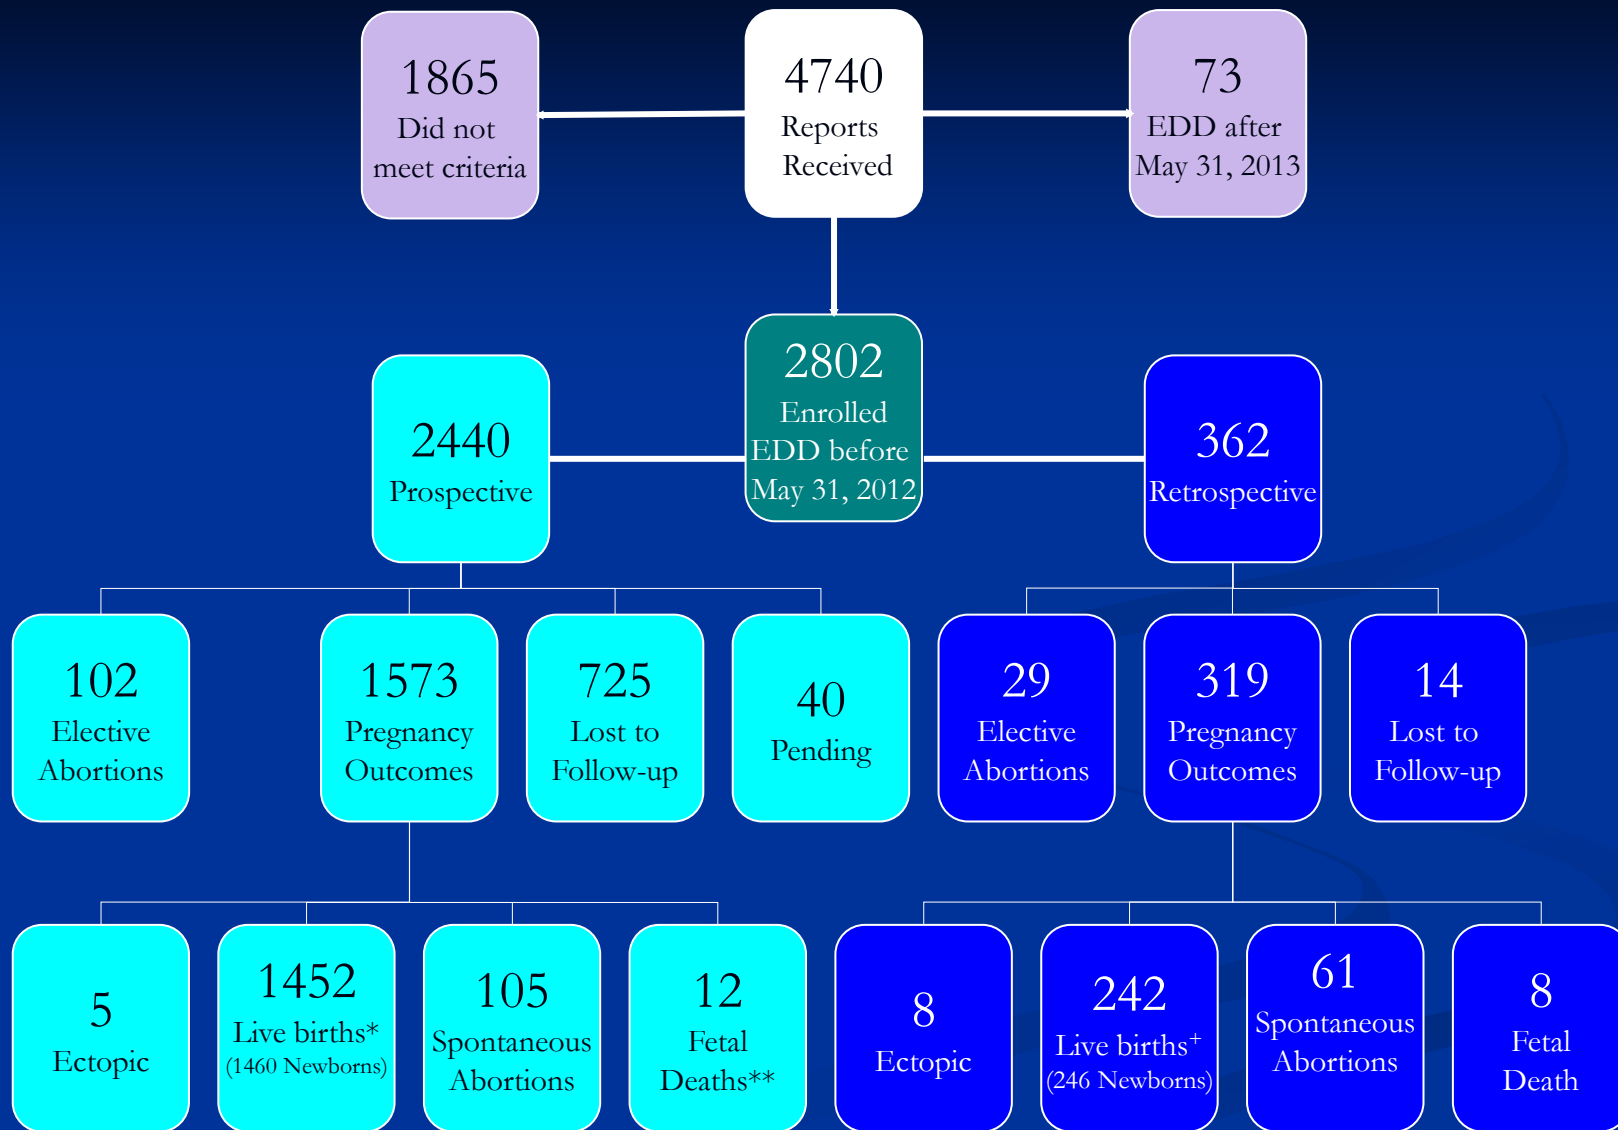 1865
Did not
meet criteria
4740
Reports
Received
73
EDD after
May 31, 2013
2802
Enrolled
EDD before
May 31, 2012
2440
Prospective
362
Retrospective
102
Elective
Abortions
1573
Pregnancy
Outcomes
725
Lost to
Follow-up
40
Pending
29
Elective
Abortions
319
Pregnancy
Outcomes
14
Lost to
Follow-up
5
Ectopic
1452
Live births*
(1460 Newborns)
105
Spontaneous
Abortions
12
Fetal
Deaths**
8
Ectopic
242
Live births⁺
(246 Newborns)
61
Spontaneous
Abortions
8
Fetal
Death